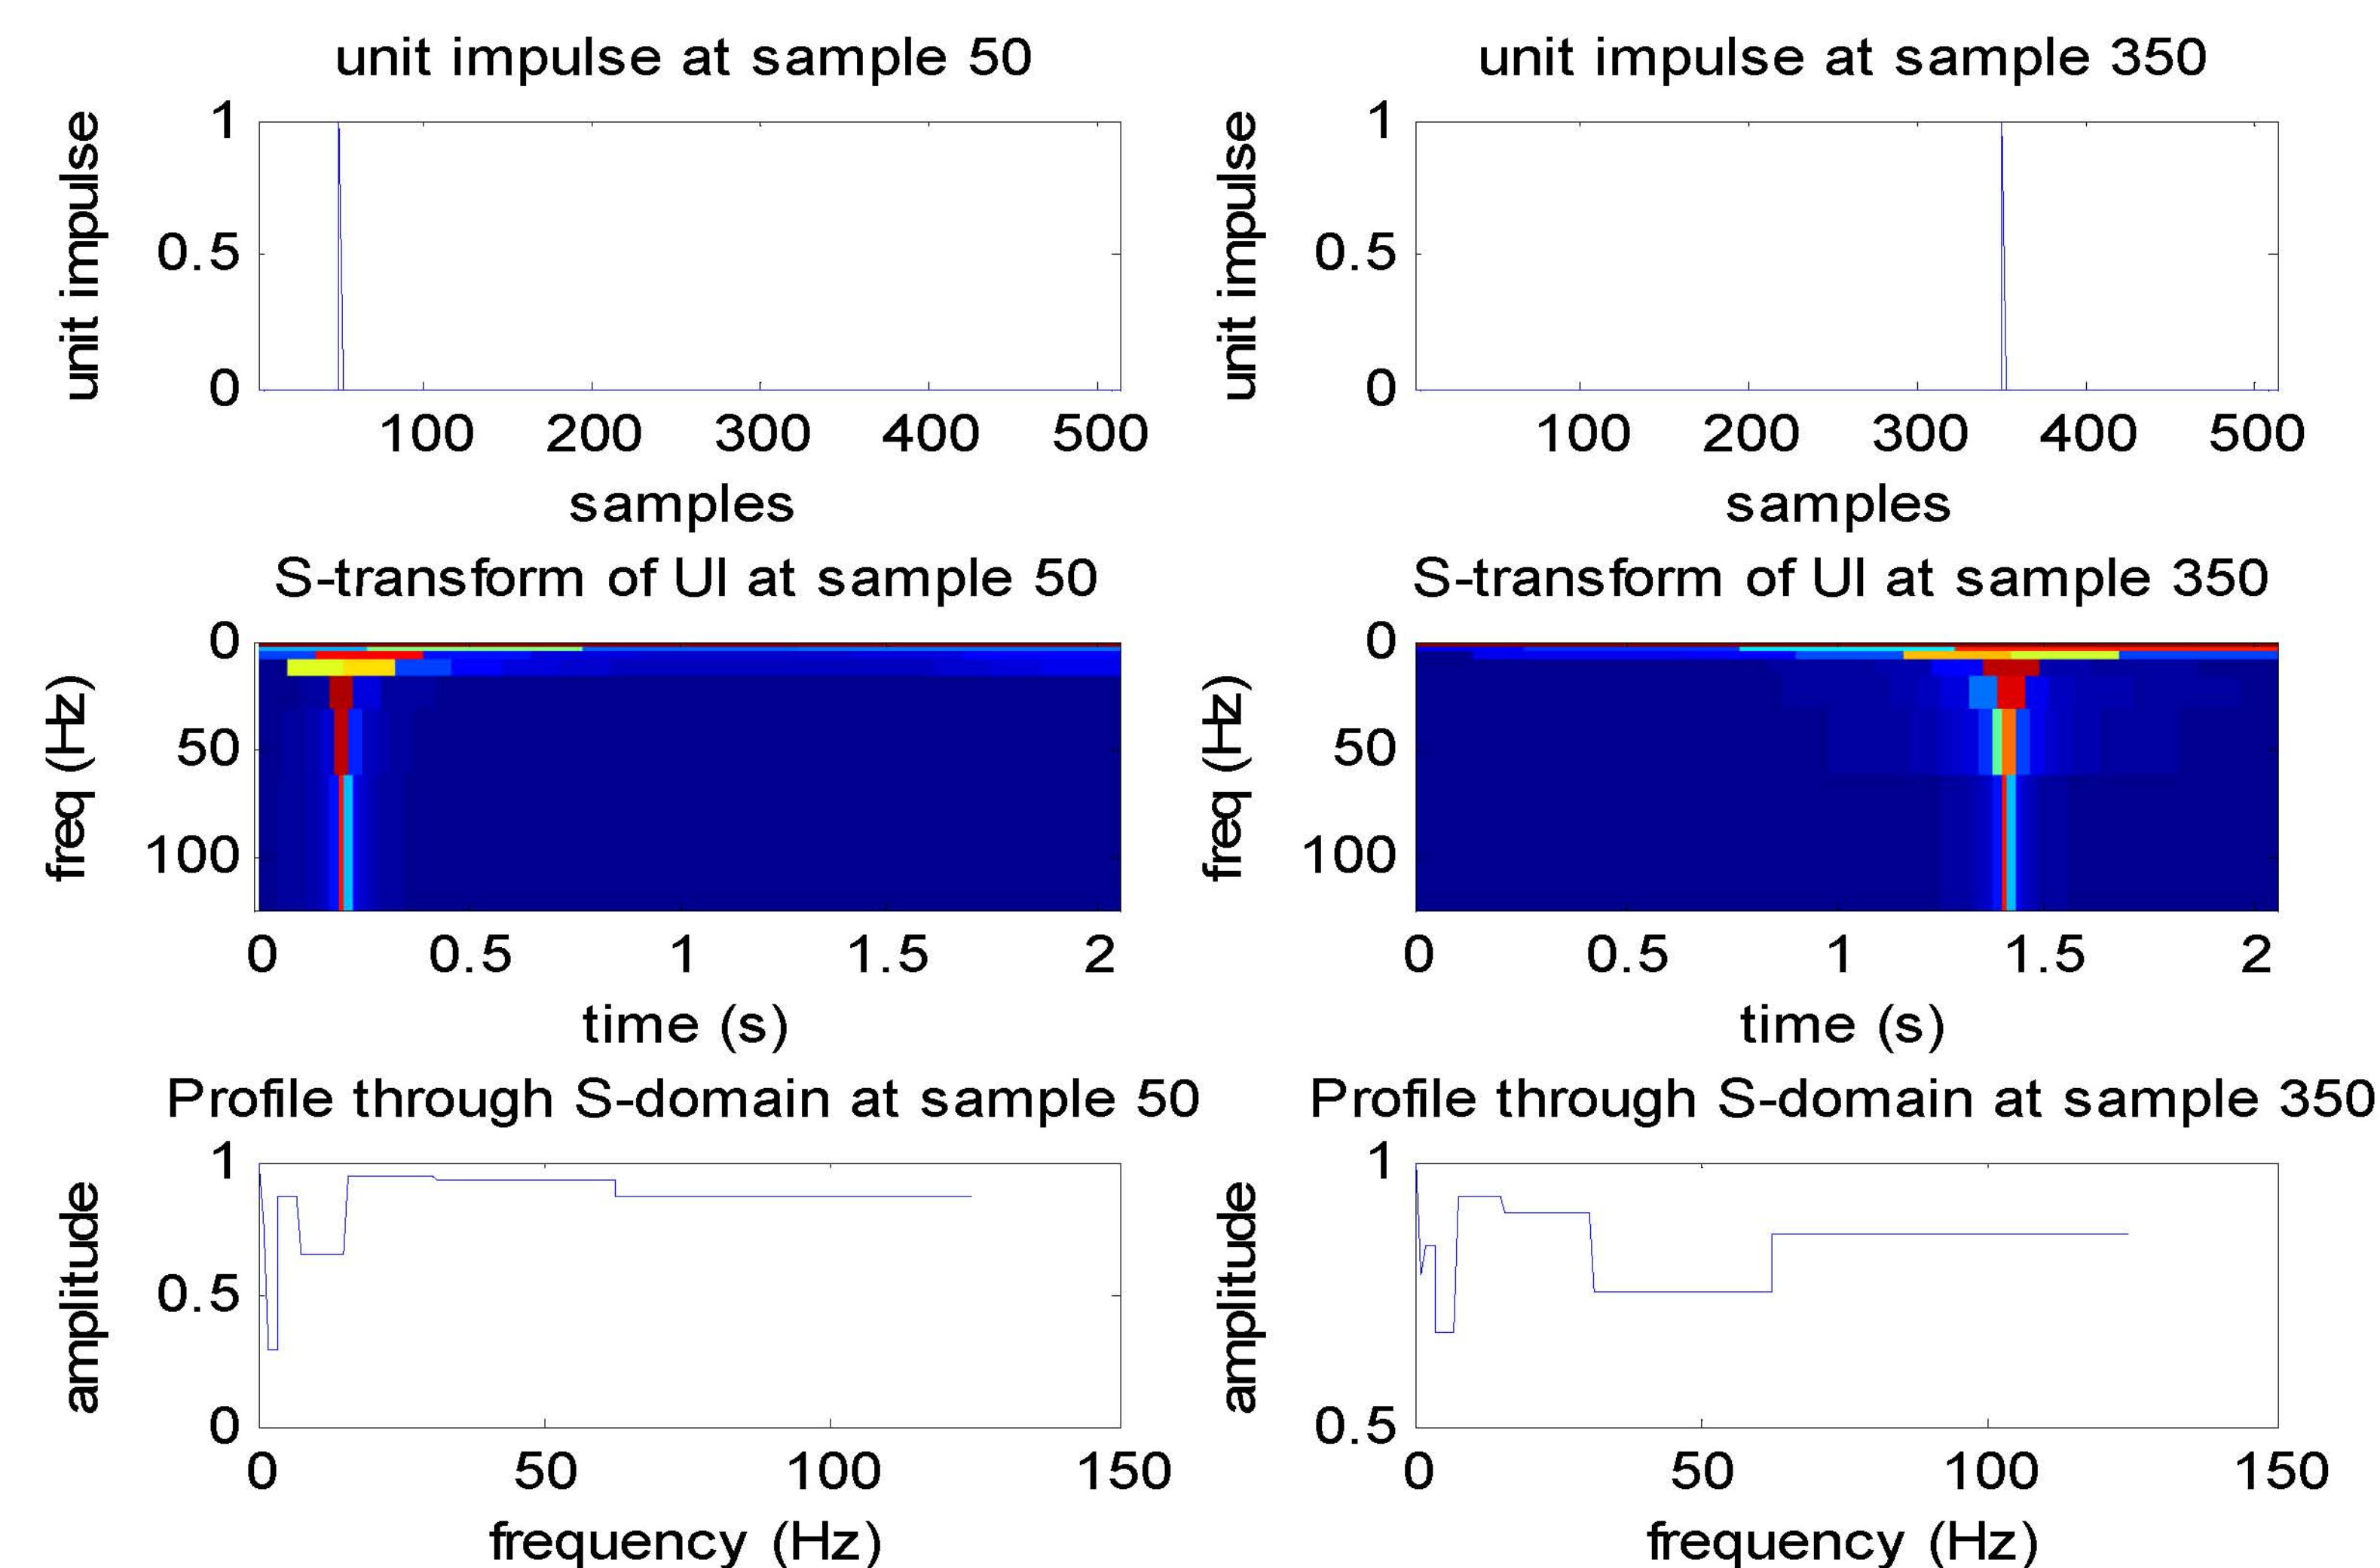 unit impulse at sample 50
unit impulse
1
0.5
0
100 200 300 400 500
samples
unit impulse at sample 350
unit impulse
1
0.5
0
100 200 300 400 500
samples
S-transform of UI at sample 50
freq (Hz)
0
50
100
0 0.5 1 1.5 2
time (s)
S-transform of UI at sample 350
freq (Hz)
0
50
100
0 0.5 1 1.5 2
time (s)
Profile through S-domain at sample 50
amplitude
1
0.5
0
0 50 100 150
frequency (Hz)
Profile through S-domain at sample 350
amplitude
1
0.5
0 50 100 150
frequency (Hz)